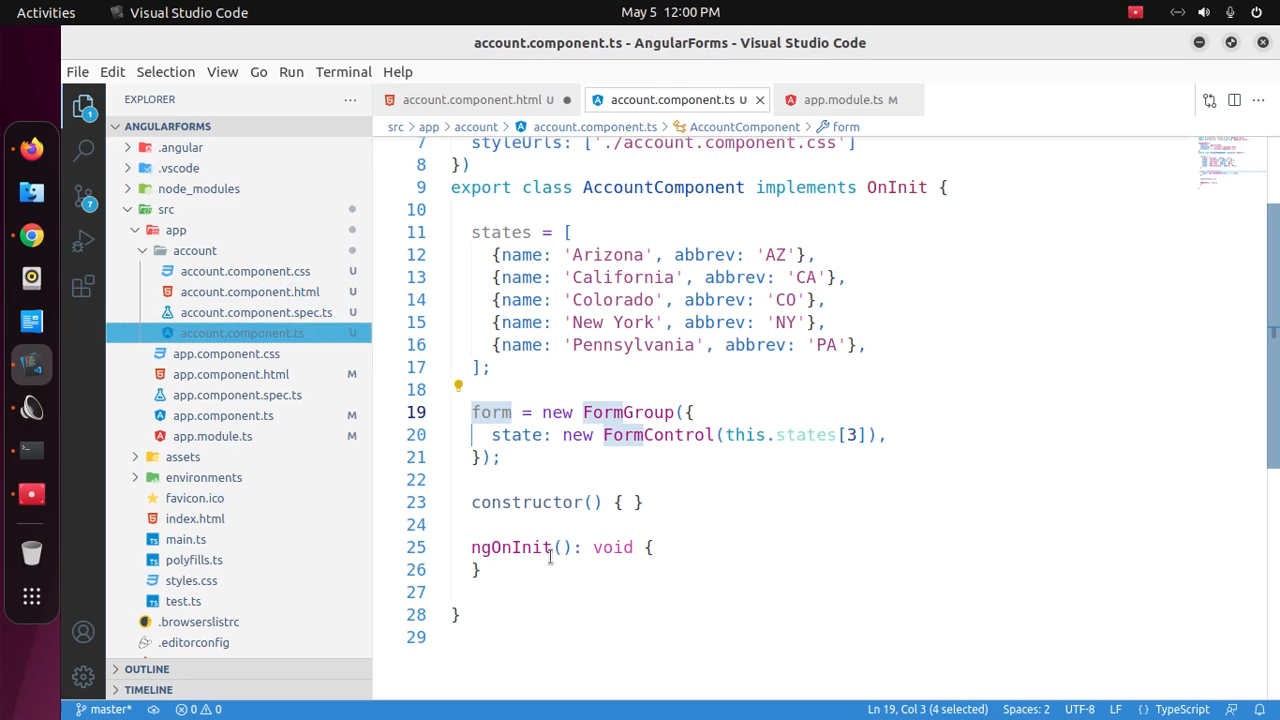 Activities
Visual Studio Code
May 5 12:00 PM
account.component.ts - AngularForms - Visual Studio Code
File Edit Selection View Go Run Terminal Help
EXPLORER
account.component.html U
account.component.ts U
app.module.ts M
src app account account.component.ts AccountComponent form
ANGULARFORMS
.angular
.vscode
node_modules
src
app
account
account.component.css U
account.component.html U
account.component.spec.ts U
account.component.ts U
app.component.css
app.component.html M
app.component.spec.ts
app.component.ts M
app.module.ts M
assets
environments
favicon.ico
index.html
main.ts
polyfills.ts
styles.css
test.ts
.browserslistrc
.editorconfig
OUTLINE
TIMELINE
1
7
7 styleUrls: ['./account.component.css']
8 })
9 export class AccountComponent implements OnInit {
10
11 states = [
12 {name: 'Arizona', abbrev: 'AZ'},
13 {name: 'California', abbrev: 'CA'},
14 {name: 'Colorado', abbrev: 'CO'},
15 {name: 'New York', abbrev: 'NY'},
16 {name: 'Pennsylvania', abbrev: 'PA'},
17 ];
18
19 form = new FormGroup({
20 state: new FormControl(this.states[3]),
21 });
22
23 constructor() { }
24
25 ngOnInit(): void {
26 }
27
28 }
29
master* 0 0 Ln 19, Col 3 (4 selected) Spaces: 2 UTF-8 LF {} TypeScript